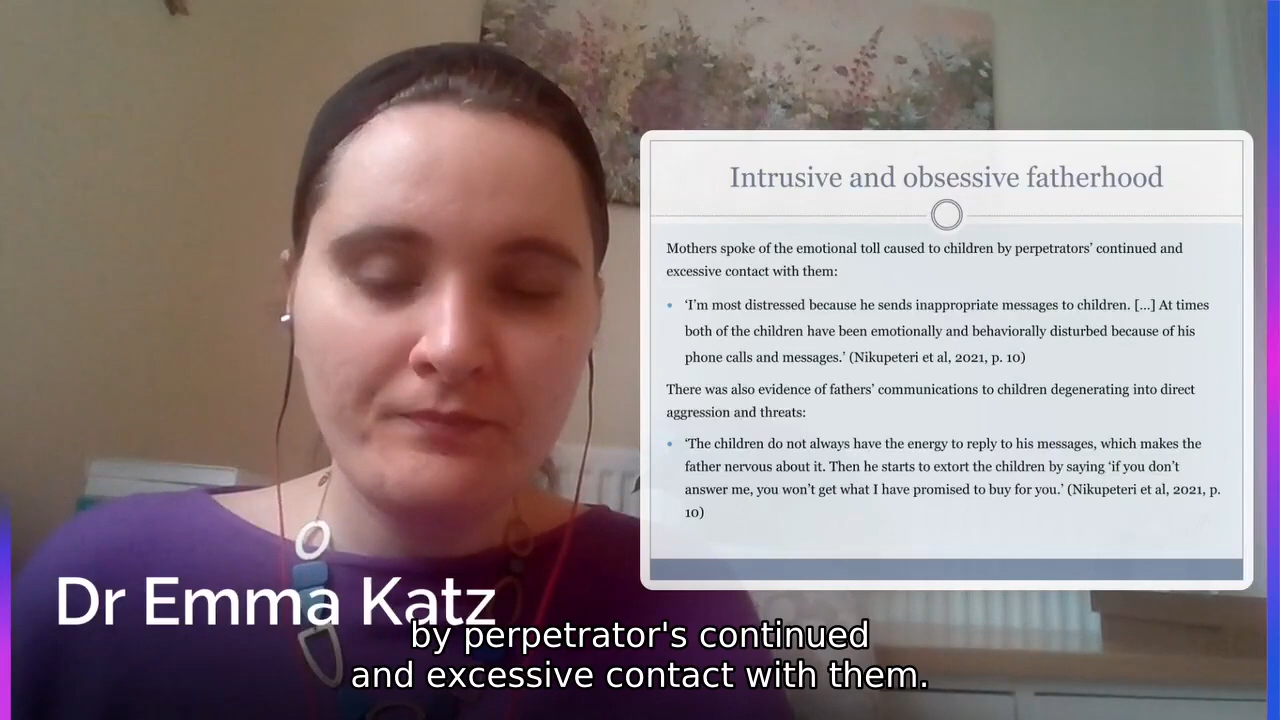 Intrusive and obsessive fatherhood
Mothers spoke of the emotional toll caused to children by perpetrators’ continued and
excessive contact with them:
• ‘I’m most distressed because he sends inappropriate messages to children. [...] At times
both of the children have been emotionally and behaviorally disturbed because of his
phone calls and messages.’ (Nikupeteri et al, 2021, p. 10)
There was also evidence of fathers’ communications to children degenerating into direct
aggression and threats:
• ‘The children do not always have the energy to reply to his messages, which makes the
father nervous about it. Then he starts to extort the children by saying ‘if you don’t
answer me, you won’t get what I have promised to buy for you.’ (Nikupeteri et al, 2021, p.
10)
Dr Emma Katz
by perpetrator's continued
and excessive contact with them.